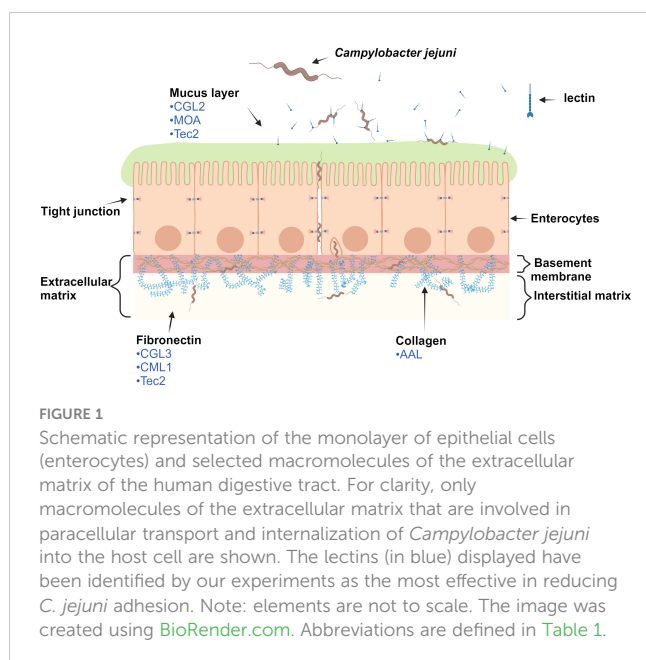 Campylobacter jejuni
Mucus layer
•CGL2
•MOA
•Tec2
lectin
Tight junction
Enterocytes
Extracellular
matrix
Basement
membrane
Interstitial matrix
Fibronectin
•CGL3
•CML1
•Tec2
Collagen
•AAL
FIGURE 1
Schematic representation of the monolayer of epithelial cells
(enterocytes) and selected macromolecules of the extracellular
matrix of the human digestive tract. For clarity, only
macromolecules of the extracellular matrix that are involved in
paracellular transport and internalization of Campylobacter jejuni
into the host cell are shown. The lectins (in blue) displayed have
been identified by our experiments as the most effective in reducing
C. jejuni adhesion. Note: elements are not to scale. The image was
created using BioRender.com. Abbreviations are defined in Table 1.